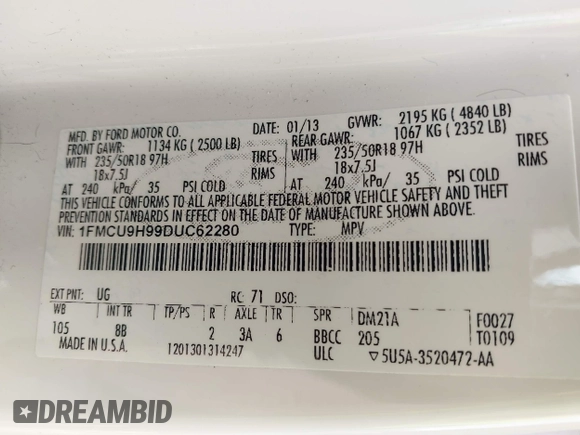 MFD. BY FORD MOTOR CO. DATE: 01/13 GVWR: 2195 KG ( 4840 LB)
FRONT GAWR: 1134 KG ( 2500 LB) REAR GAWR: 1067 KG ( 2352 LB)
WITH 235/50R18 97H TIRES WITH 235/50R18 97H TIRES
18x7.5J RIMS 18x7.5J RIMS
AT 240 kPa/ 35 PSI COLD AT 240 kPa/ 35 PSI COLD
THIS VEHICLE CONFORMS TO ALL APPLICABLE FEDERAL MOTOR VEHICLE SAFETY AND THEFT
PREVENTION STANDARDS IN EFFECT ON THE DATE OF MANUFACTURE SHOWN ABOVE.
VIN: 1FMCU9H99DUC62280 TYPE: MPV
EXT PNT: UG RC: 71 DSO:
WB INT TR TP/PS R AXLE TR SPR DM21A F0027
105 8B 2 3A 6 BBCC 205 T0109
MADE IN U.S.A. 1201301314247 ULC ▽5U5A-3520472-AA
DREAMBID